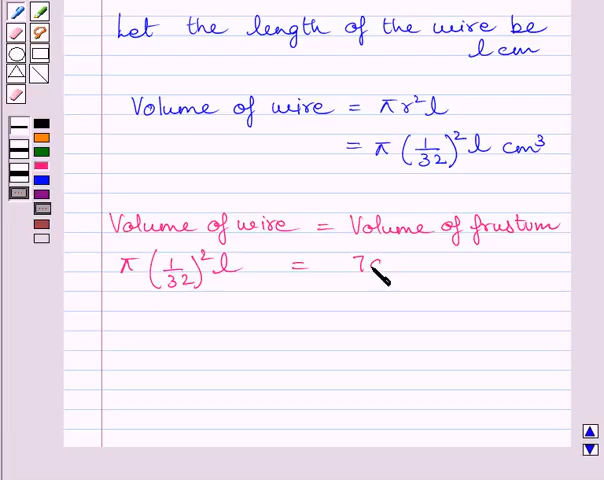 Let the length of the wire be
l cm
Volume of wire = πr²l
= π(1/32)²l cm³
Volume of wire = Volume of frustum
π(1/32)²l = 7